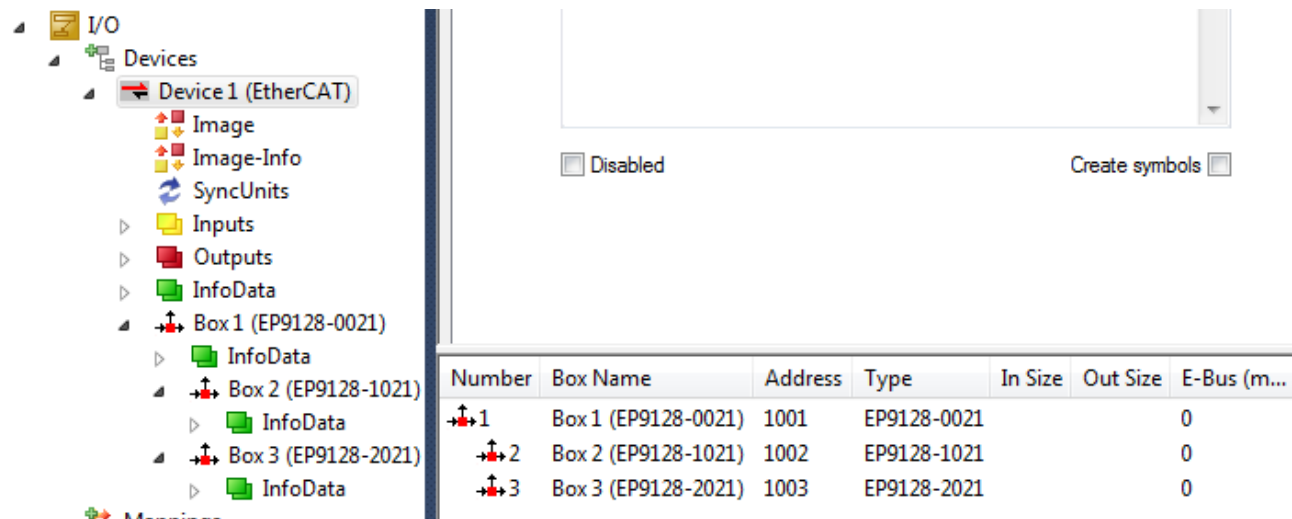 I/O
Devices
Device 1 (EtherCAT)
Image
Image-Info
SyncUnits
Inputs
Outputs
InfoData
Box 1 (EP9128-0021)
InfoData
Box 2 (EP9128-1021)
InfoData
Box 3 (EP9128-2021)
InfoData
Mappings
Disabled Create symbols
Number Box Name Address Type In Size Out Size E-Bus (m...
1 Box 1 (EP9128-0021) 1001 EP9128-0021 0
2 Box 2 (EP9128-1021) 1002 EP9128-1021 0
3 Box 3 (EP9128-2021) 1003 EP9128-2021 0